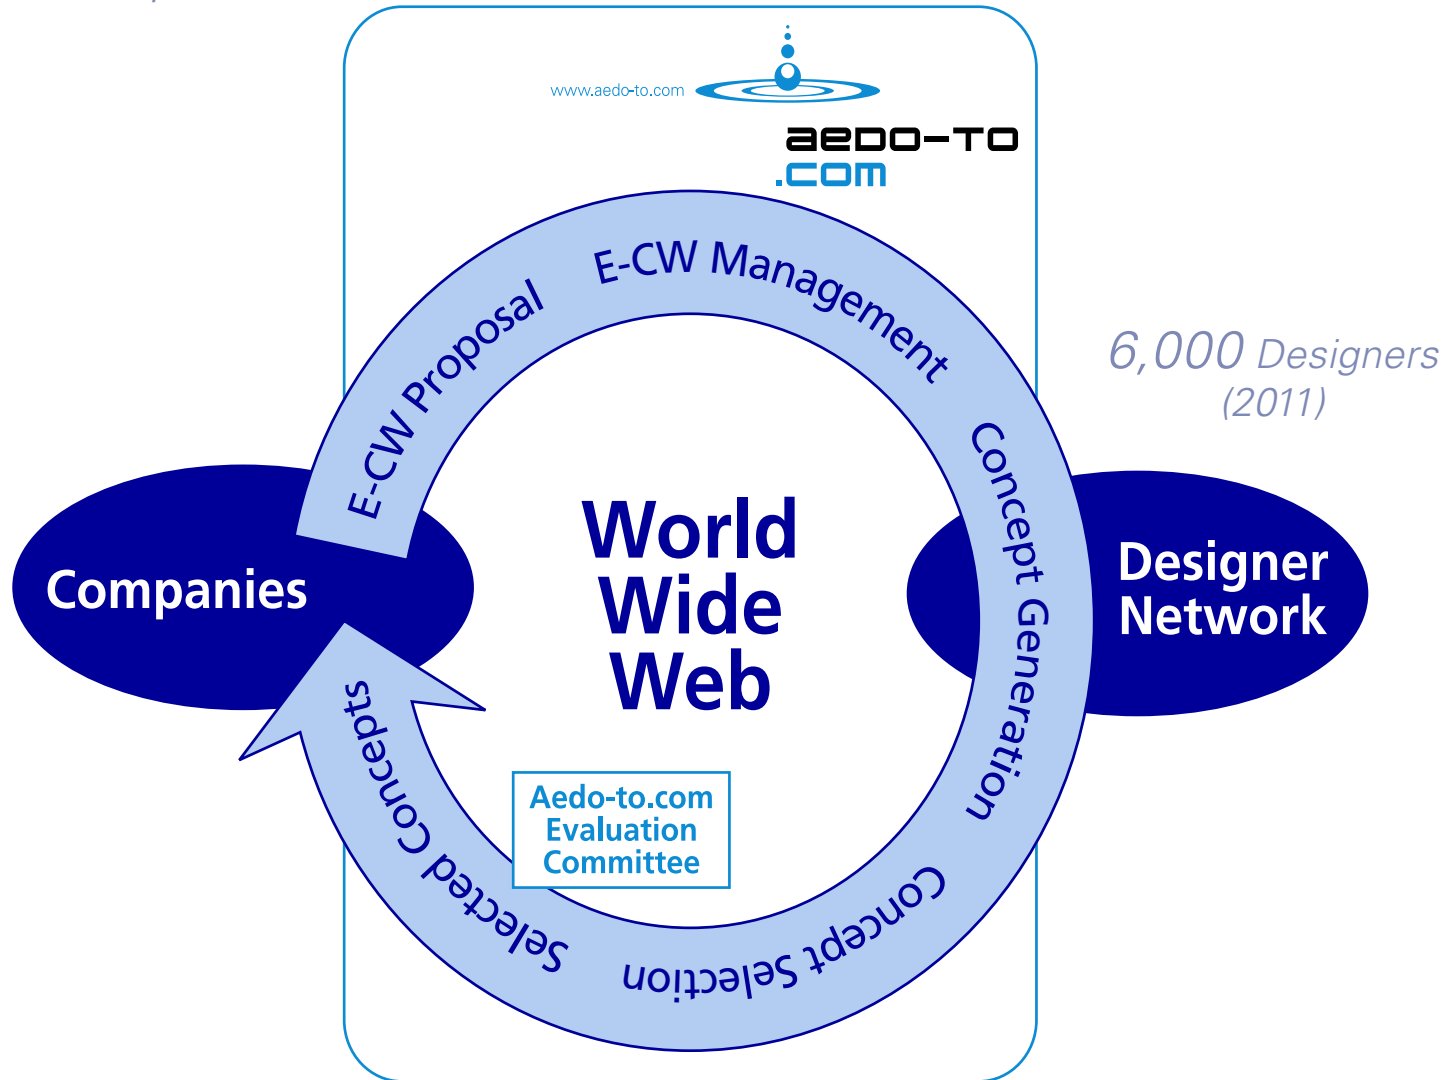 www.aedo-to.com
aedo-to
.com
E-CW Proposal
E-CW Management
Concept Generation
Concept Selection
Selected Concepts
6,000 Designers
(2011)
Companies
World
Wide
Web
Designer
Network
Aedo-to.com
Evaluation
Committee